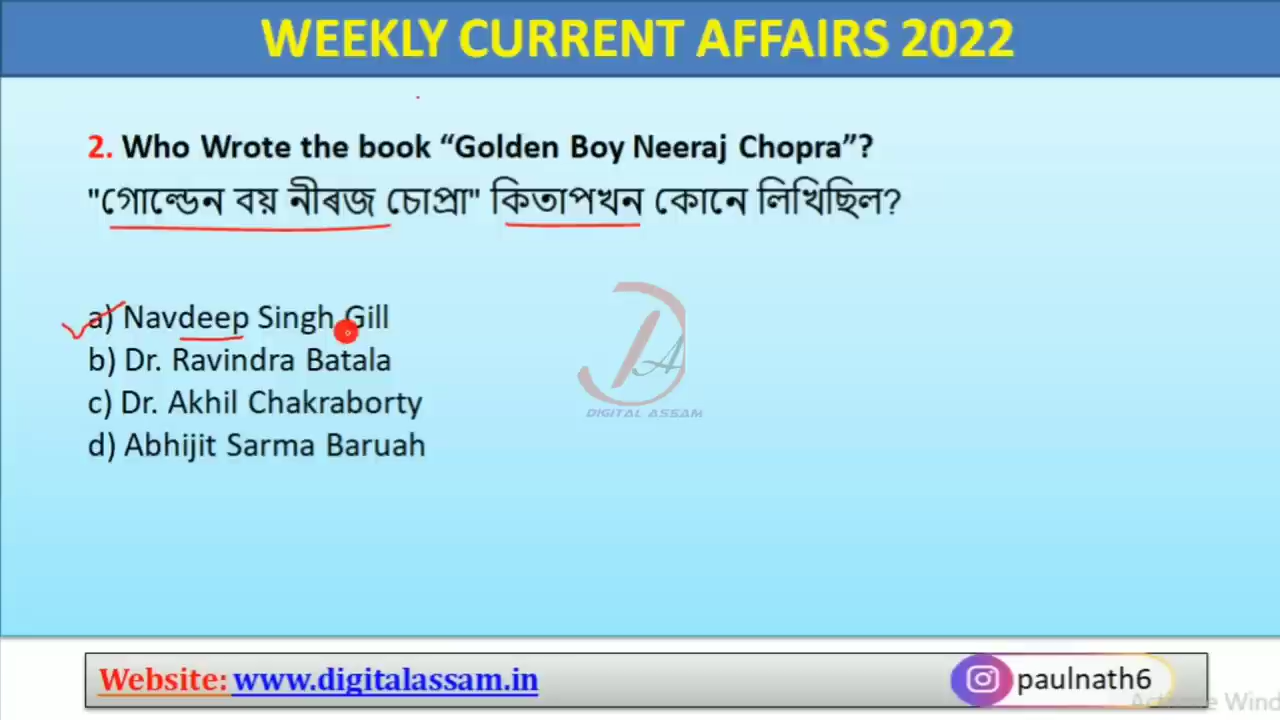 WEEKLY CURRENT AFFAIRS 2022
2. Who Wrote the book “Golden Boy Neeraj Chopra”?
"গোল্ডেন বয় নীৰজ চোপ্ৰা" কিতাপখন কোনে লিখিছিল?
a) Navdeep Singh Gill
b) Dr. Ravindra Batala
c) Dr. Akhil Chakraborty
d) Abhijit Sarma Baruah
DA
DIGITAL ASSAM
Website: www.digitalassam.in
paulnath6